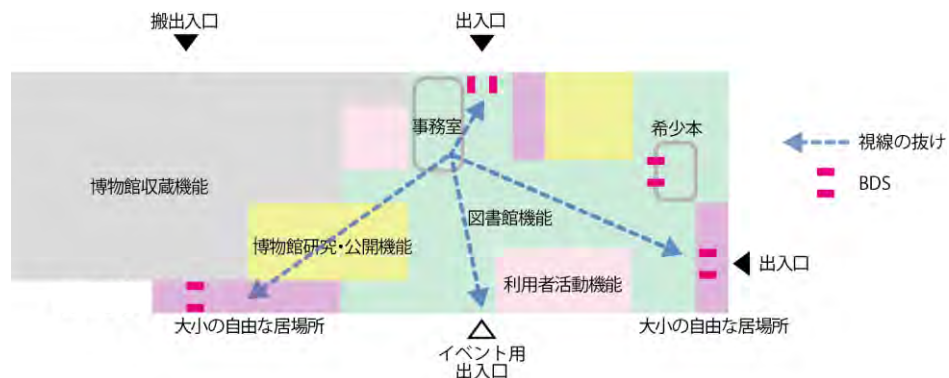 搬出入口
出入口
事務室
希少本
視線の抜け
BDS
博物館収蔵機能
図書館機能
博物館研究・公開機能
利用者活動機能
出入口
大小の自由な居場所
大小の自由な居場所
イベント用
出入口